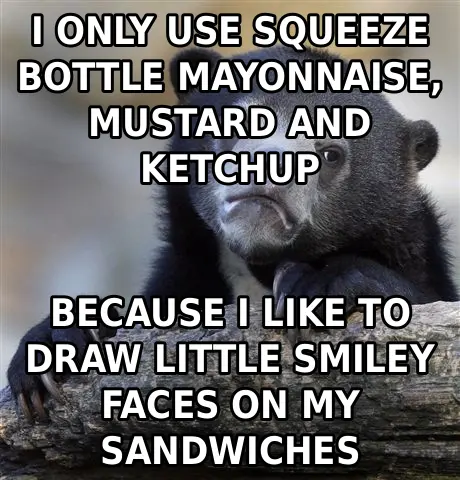 I ONLY USE SQUEEZE
BOTTLE MAYONNAISE,
MUSTARD AND
KETCHUP
BECAUSE I LIKE TO
DRAW LITTLE SMILEY
FACES ON MY
SANDWICHES